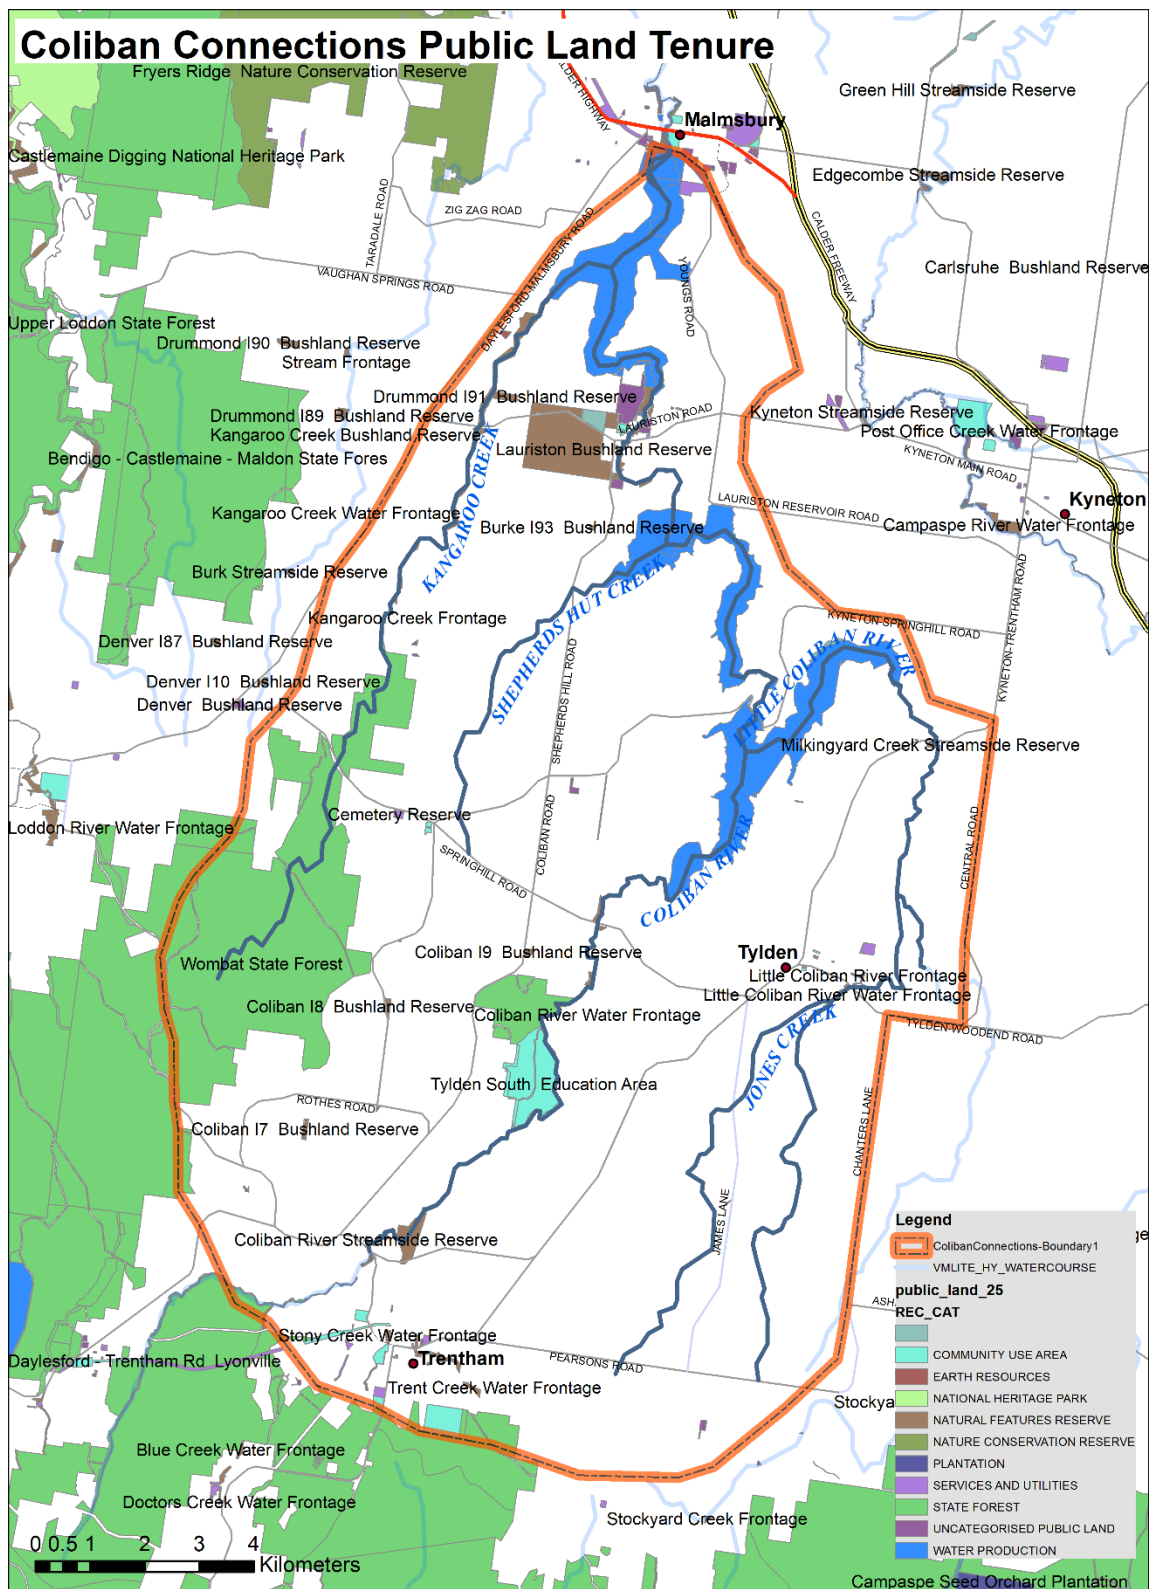 Coliban Connections Public Land Tenure
Fryers Ridge  Nature Conservation Reserve
LDER HIGHWAY
Green Hill Streamside Reserve
Malmsbury
Castlemaine Digging National Heritage Park
Edgecombe Streamside Reserve
TARADALE ROAD
ZIG ZAG ROAD
CALDER FREEWAY
VAUGHAN SPRINGS ROAD
DAYLESFORD-MALMSBURY ROAD
YOUNGS ROAD
Carlsruhe  Bushland Reserve
Upper Loddon State Forest
Drummond I90  Bushland Reserve
Stream Frontage
Drummond I91  Bushland Reserve
Drummond I89  Bushland Reserve
LAURISTON ROAD
Kyneton Streamside Reserve
Kangaroo Creek Bushland Reserve
Post Office Creek Water Frontage
Lauriston Bushland Reserve
Bendigo - Castlemaine - Maldon State Fores
KYNETON MAIN ROAD
KANGAROO CREEK
LAURISTON RESERVOIR ROAD
Kyneton
Kangaroo Creek Water Frontage
Burke I93  Bushland Reserve
Campaspe River Water Frontage
Burk Streamside Reserve
SHEPHERDS HUT CREEK
KYNETON-TRENTHAM ROAD
Kangaroo Creek Frontage
KYNETON-SPRINGHILL ROAD
Denver I87  Bushland Reserve
LITTLE COLIBAN RIVER
SHEPHERDS HILL ROAD
Denver I10  Bushland Reserve
Denver  Bushland Reserve
Milkingyard Creek Streamside Reserve
Cemetery Reserve
Loddon River Water Frontage
COLIBAN ROAD
CENTRAL ROAD
SPRINGHILL ROAD
COLIBAN RIVER
Coliban I9  Bushland Reserve
Tylden
Wombat State Forest
Little Coliban River Frontage
Little Coliban River Water Frontage
Coliban I8  Bushland Reserve
Coliban River Water Frontage
TYLDEN-WOODEND ROAD
JONES CREEK
Tylden South  Education Area
ROTHES ROAD
Coliban I7  Bushland Reserve
CHANTERS LANE
JAMES LANE
Coliban River Streamside Reserve
Legend
ge
ColibanConnections-Boundary1
VMLITE_HY_WATERCOURSE
public_land_25
ASH
REC_CAT
Stony Creek Water Frontage
COMMUNITY USE AREA
Daylesford - Trentham Rd  Lyonville
Trentham
PEARSONS ROAD
EARTH RESOURCES
Trent Creek Water Frontage
NATIONAL HERITAGE PARK
Stockya
NATURAL FEATURES RESERVE
Blue Creek Water Frontage
NATURE CONSERVATION RESERVE
PLANTATION
SERVICES AND UTILITIES
Doctors Creek Water Frontage
STATE FOREST
Stockyard Creek Frontage
UNCATEGORISED PUBLIC LAND
0 0.5 1 2 3 4
Kilometers
WATER PRODUCTION
Campaspe Seed Orchard Plantation